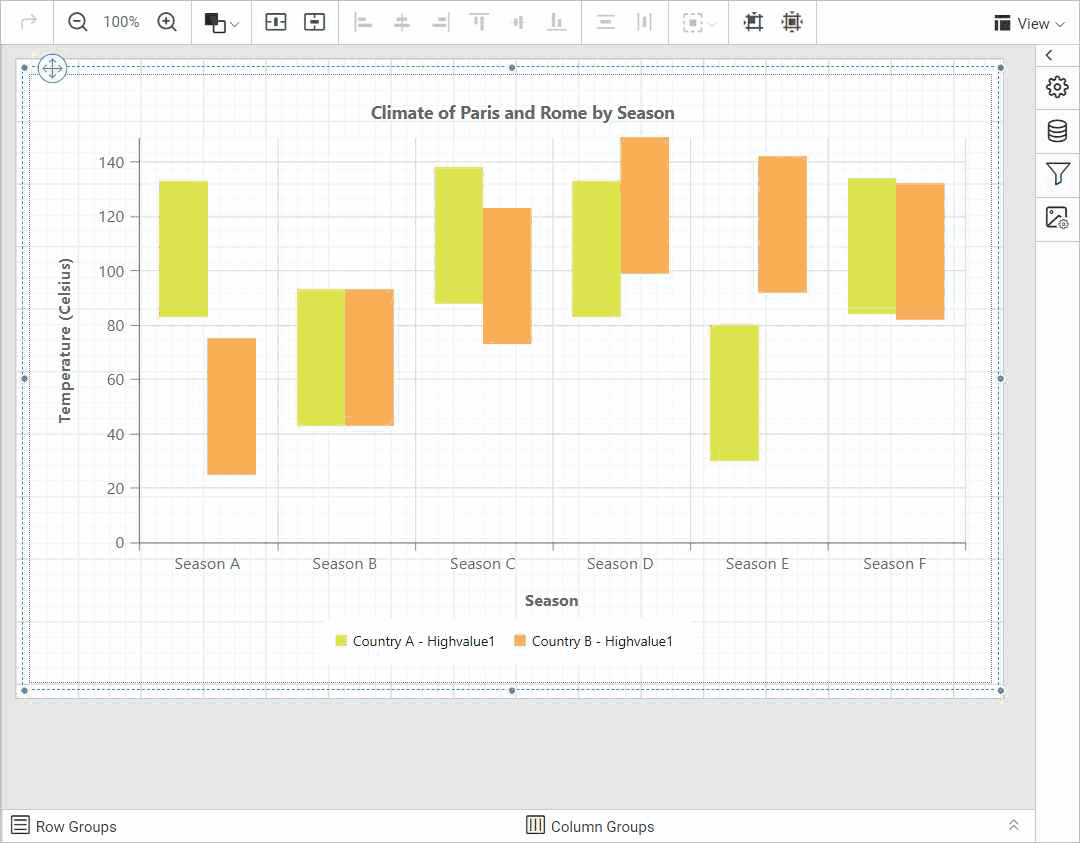 100%
View
Climate of Paris and Rome by Season
Temperature (Celsius)
140
120
100
80
60
40
20
0
Season A Season B Season C Season D Season E Season F
Season
Country A - Highvalue1 Country B - Highvalue1
Row Groups Column Groups